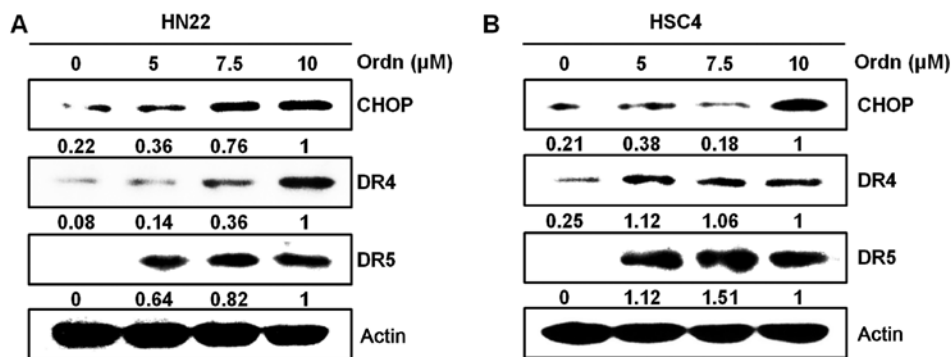 A
HN22
0 5 7.5 10 Ordn (µM)
CHOP
0.22 0.36 0.76 1
DR4
0.08 0.14 0.36 1
DR5
0 0.64 0.82 1
Actin
B
HSC4
0 5 7.5 10 Ordn (µM)
CHOP
0.21 0.38 0.18 1
DR4
0.25 1.12 1.06 1
DR5
0 1.12 1.51 1
Actin